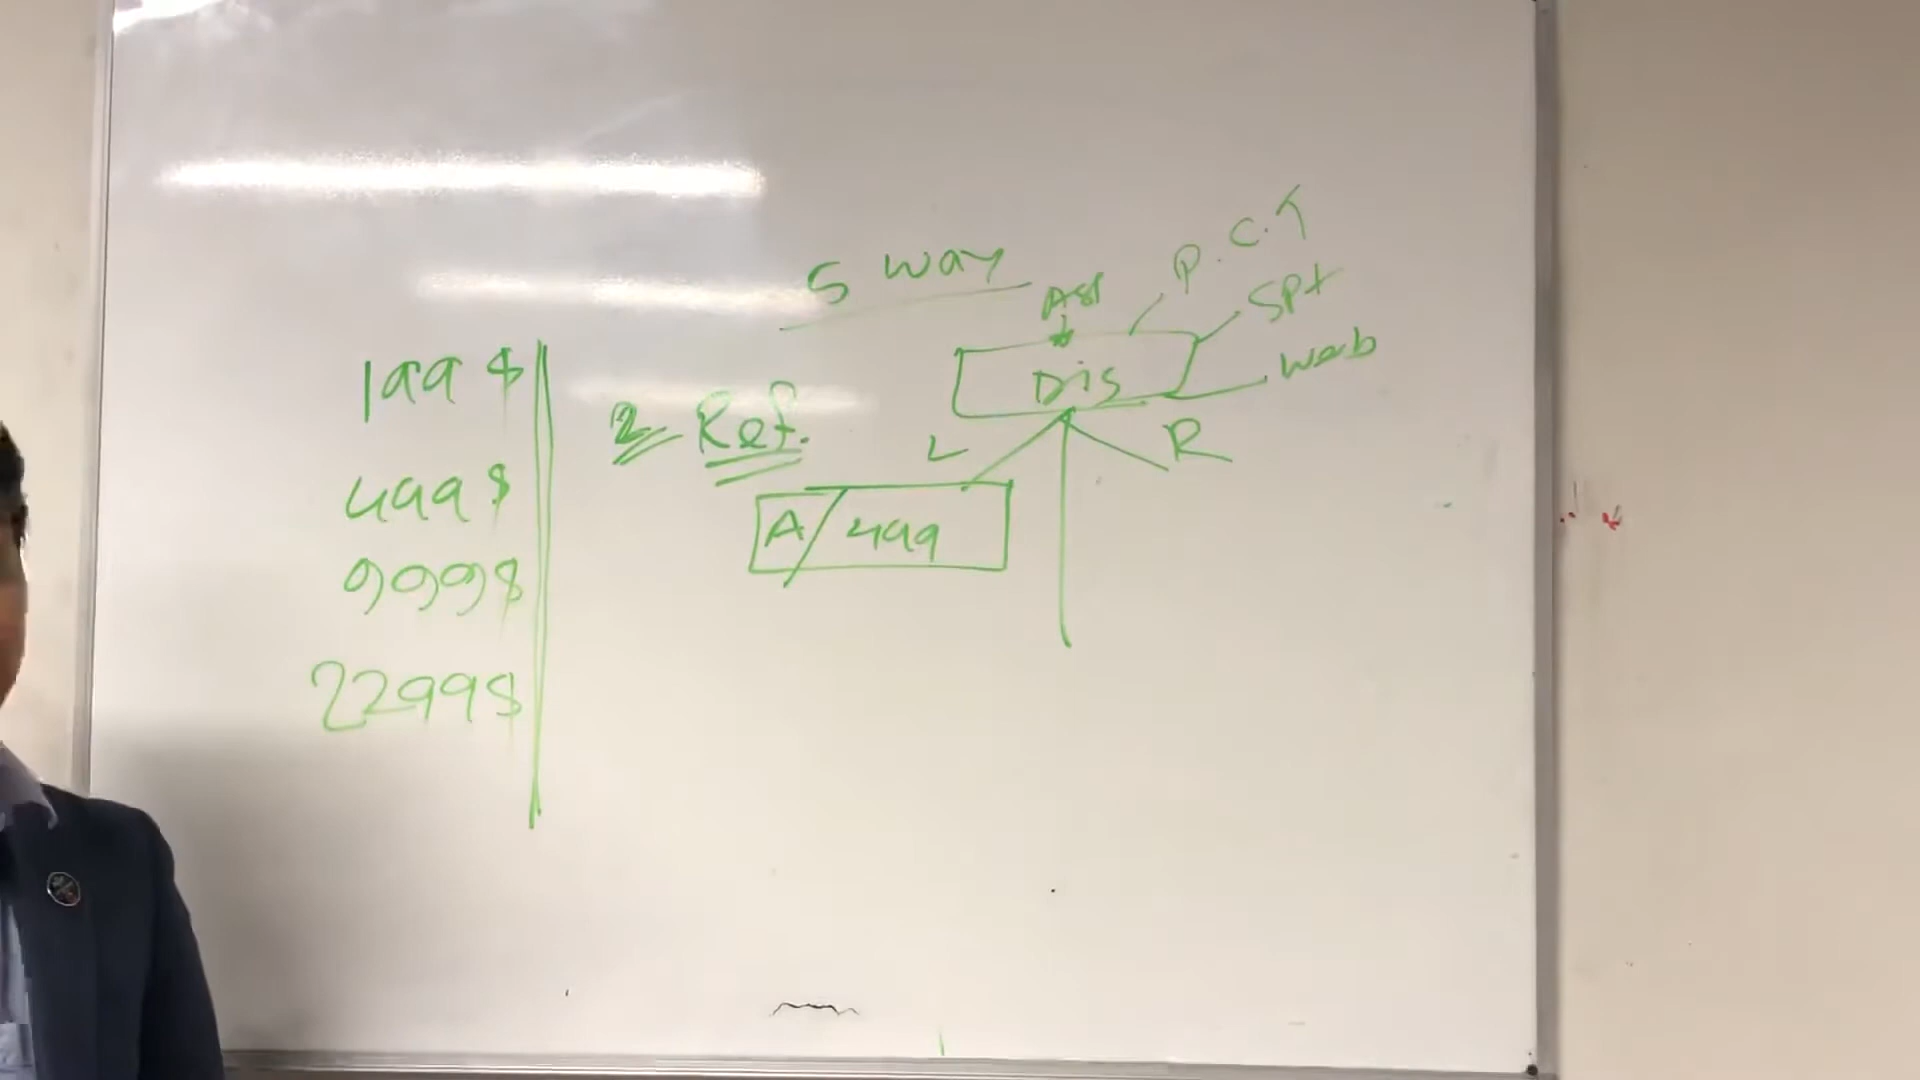 5 way
P.C.T
Spt
web
Dis
L
R
2 Ref.
A/499
199 $
499 $
999 $
2299 $